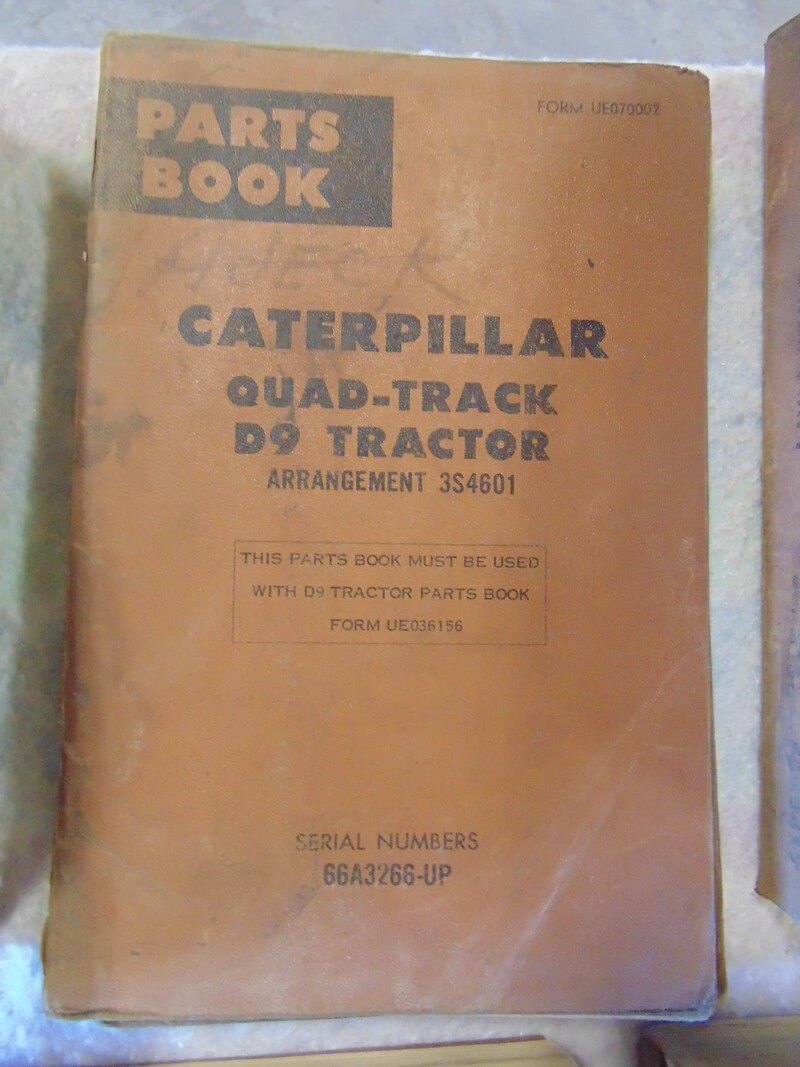 PARTS
BOOK
FORM UE070002
CATERPILLAR
QUAD-TRACK
D9 TRACTOR
ARRANGEMENT 3S4601
THIS PARTS BOOK MUST BE USED
WITH D9 TRACTOR PARTS BOOK
FORM UE036156
SERIAL NUMBERS
66A3266-UP